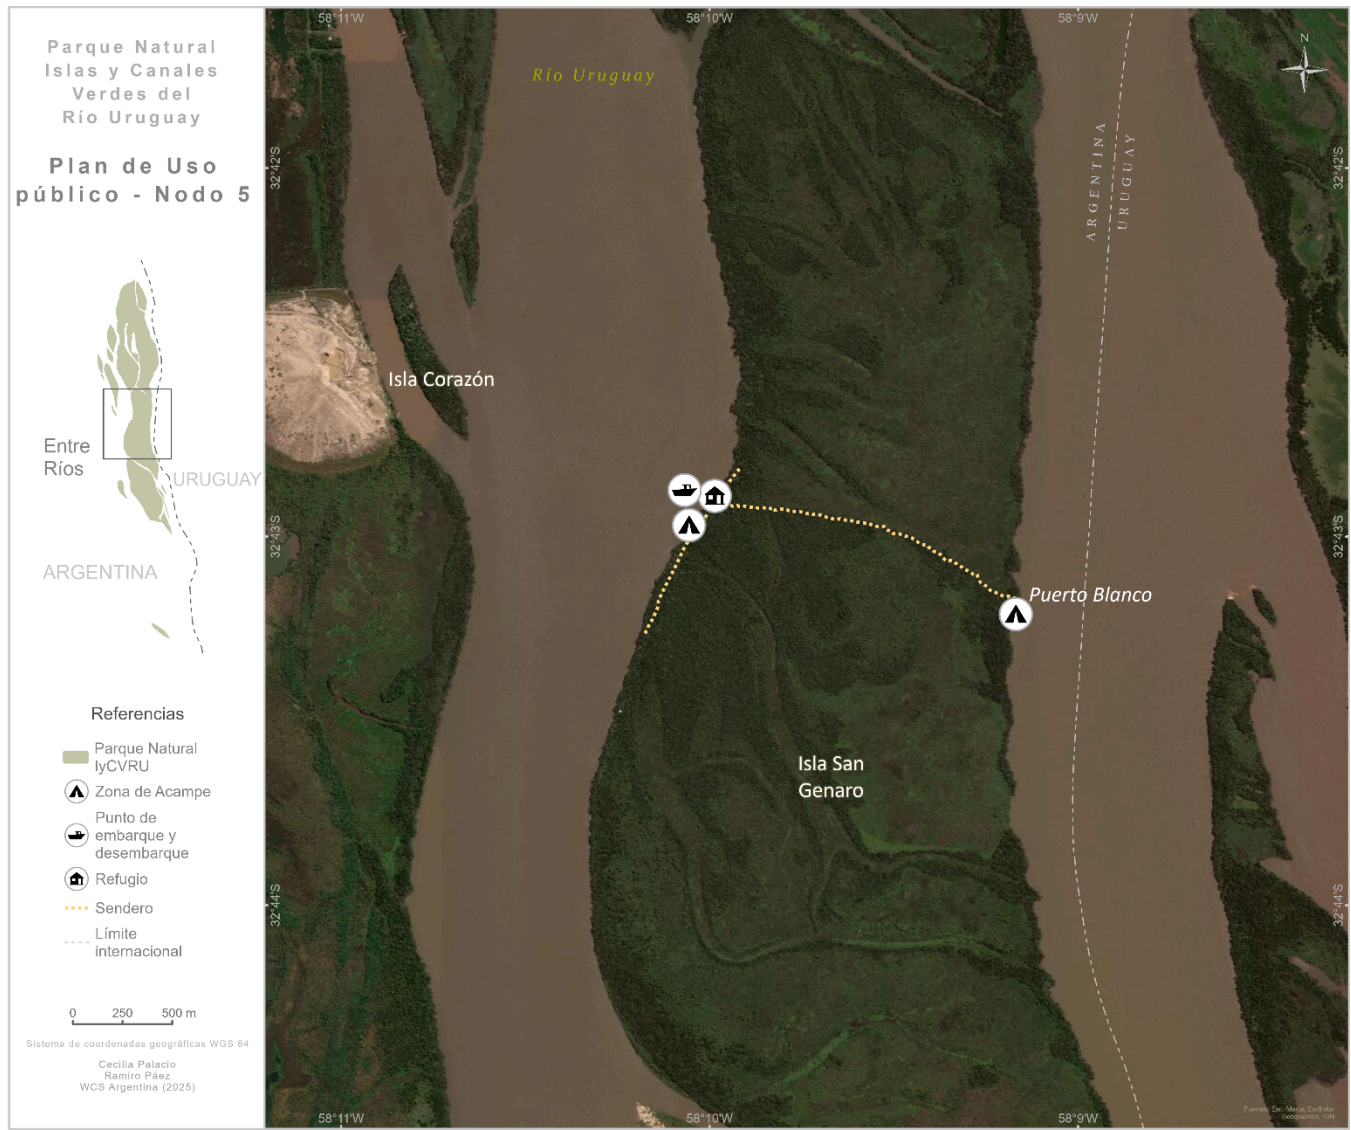 Parque Natural
Islas y Canales
Verdes del
Río Uruguay
Plan de Uso
público - Nodo 5
Entre
Ríos
URUGUAY
ARGENTINA
Referencias
Parque Natural
IyCVRU
Zona de Acampe
Punto de
embarque y
desembarque
Refugio
Sendero
Límite
internacional
0 250 500 m
Sistema de coordenadas geográficas WGS 84
Cecilia Palacio
Ramiro Páez
WCS Argentina (2025)
58°11'W 58°10'W 58°9'W
N
Río Uruguay
ARGENTINA
URUGUAY
32°42'S 32°42'S
Isla Corazón
32°43'S 32°43'S
Puerto Blanco
Isla San
Genaro
32°44'S 32°44'S
58°11'W 58°10'W 58°9'W